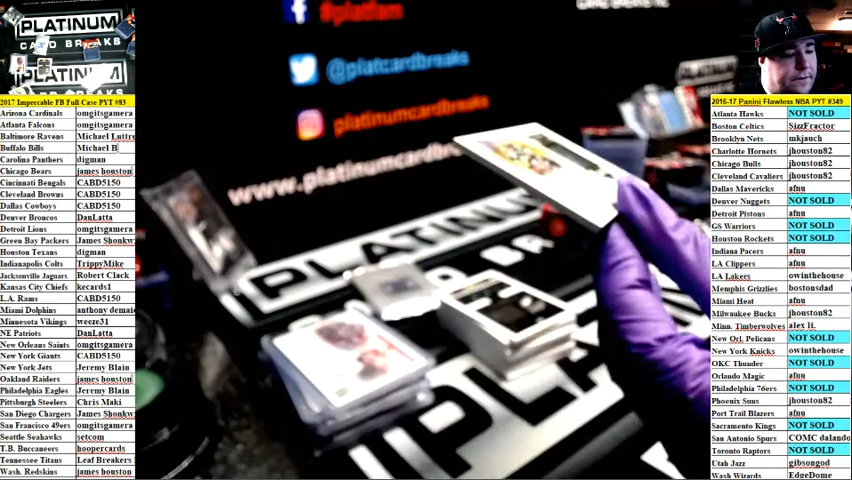 PLATINUM
CARD BREAKS
PLATINUM
#platfam
@platcardbreaks
platinumcardbreaks
PLATINUM
2017 Impeccable FB Full Case PYT #83
Arizona Cardinals omgitsgamera
Atlanta Falcons omgitsgamera
Baltimore Ravens Michael Luttre
Buffalo Bills Michael B
Carolina Panthers digman
Chicago Bears james houston
Cincinnati Bengals CABD5150
Cleveland Browns CABD5150
Dallas Cowboys CABD5150
Denver Broncos DanLatta
Detroit Lions omgitsgamera
Green Bay Packers James Shonkw
Houston Texans digman
Indianapolis Colts TrippyMike
Jacksonville Jaguars Robert Clack
Kansas City Chiefs kecards1
L.A. Rams CABD5150
Miami Dolphins anthony demaio
Minnesota Vikings weeze31
NE Patriots DanLatta
New Orleans Saints omgitsgamera
New York Giants CABD5150
New York Jets Jeremy Blain
Oakland Raiders james houston
Philadelphia Eagles Jeremy Blain
Pittsburgh Steelers Chris Maki
San Diego Chargers James Shonkw
San Francisco 49ers omgitsgamera
Seattle Seahawks setcom
T.B. Buccaneers hoopercards
Tennessee Titans Leaf Breakers
Wash. Redskins james houston
2016-17 Panini Flawless NBA PYT #349
Atlanta Hawks NOT SOLD
Boston Celtics SizzFractor
Brooklyn Nets mkjauch
Charlotte Hornets jhouston82
Chicago Bulls jhouston82
Cleveland Cavaliers jhouston82
Dallas Mavericks afnu
Denver Nuggets NOT SOLD
Detroit Pistons afnu
GS Warriors NOT SOLD
Houston Rockets NOT SOLD
Indiana Pacers afnu
LA Clippers afnu
LA Lakers owinthehouse
Memphis Grizzlies bostonsdad
Miami Heat afnu
Milwaukee Bucks jhouston82
Minn. Timberwolves alex li.
New Orl. Pelicans NOT SOLD
New York Knicks owinthehouse
OKC Thunder NOT SOLD
Orlando Magic afnu
Philadelphia 76ers NOT SOLD
Phoenix Suns jhouston82
Port Trail Blazers afnu
Sacramento Kings NOT SOLD
San Antonio Spurs COMC dalando
Toronto Raptors NOT SOLD
Utah Jazz gibsongod
Wash Wizards EdgeDome